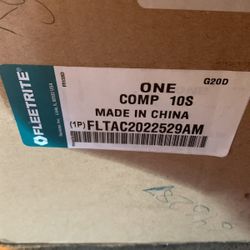 FLEETRITE
ONE
G20D
COMP 10S
MADE IN CHINA
(1P) FLTAC2022529AM